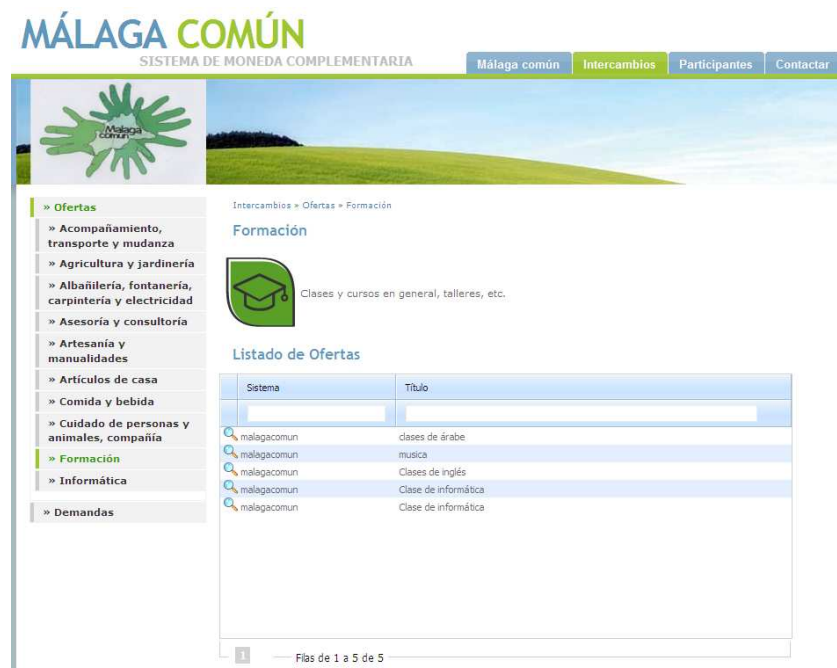 MÁLAGA COMÚN
SISTEMA DE MONEDA COMPLEMENTARIA
Málaga común
Intercambios
Participantes
Contactar
Malaga
común
» Ofertas
» Acompañamiento,
transporte y mudanza
» Agricultura y jardinería
» Albañilería, fontanería,
carpintería y electricidad
» Asesoría y consultoría
» Artesanía y
manualidades
» Artículos de casa
» Comida y bebida
» Cuidado de personas y
animales, compañía
» Formación
» Informática
» Demandas
Intercambios » Ofertas » Formación
Formación
Clases y cursos en general, talleres, etc.
Listado de Ofertas
Sistema Título
malagacomun clases de árabe
malagacomun musica
malagacomun Clases de inglés
malagacomun Clase de informática
malagacomun Clase de informática
1 Filas de 1 a 5 de 5